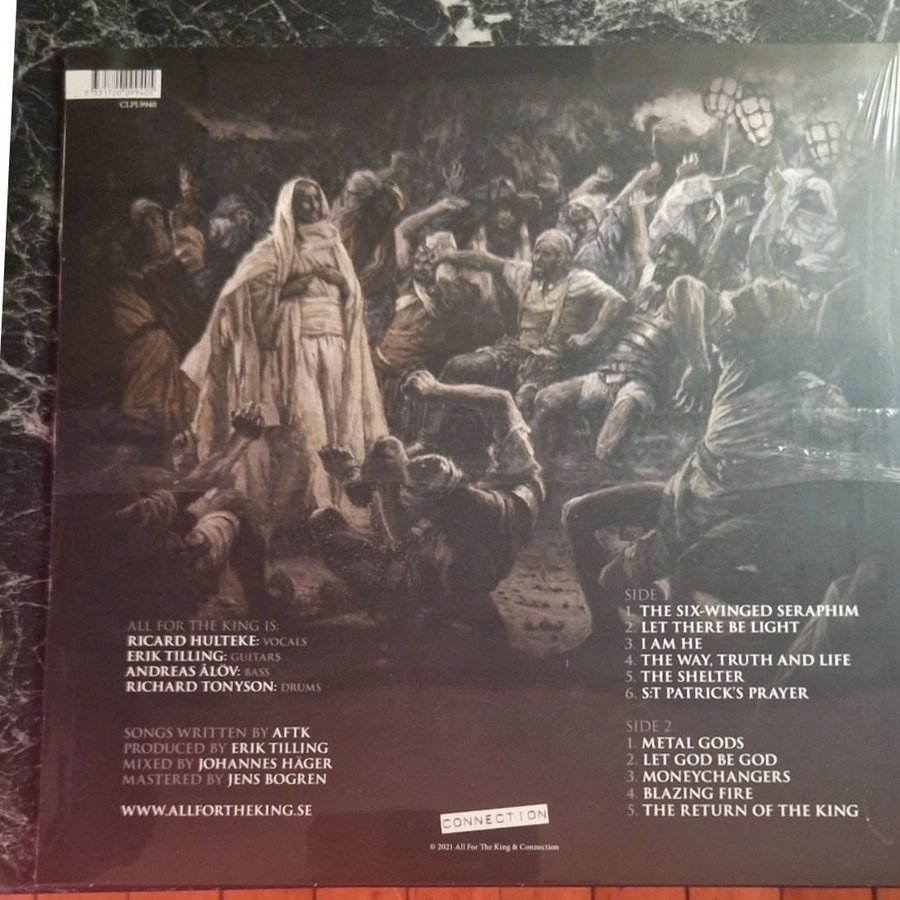 7 331720 099405
CLPL9940
ALL FOR THE KING IS:
RICARD HULTEKE: VOCALS
ERIK TILLING: GUITARS
ANDREAS ÅLÖV: BASS
RICHARD TONYSON: DRUMS
SONGS WRITTEN BY AFTK
PRODUCED BY ERIK TILLING
MIXED BY JOHANNES HÄGER
MASTERED BY JENS BOGREN
WWW.ALLFORTHEKING.SE
SIDE 1
1. THE SIX-WINGED SERAPHIM
2. LET THERE BE LIGHT
3. I AM HE
4. THE WAY, TRUTH AND LIFE
5. THE SHELTER
6. S:T PATRICK'S PRAYER
SIDE 2
1. METAL GODS
2. LET GOD BE GOD
3. MONEYCHANGERS
4. BLAZING FIRE
5. THE RETURN OF THE KING
CONNECTION
© 2021 All For The King & Connection